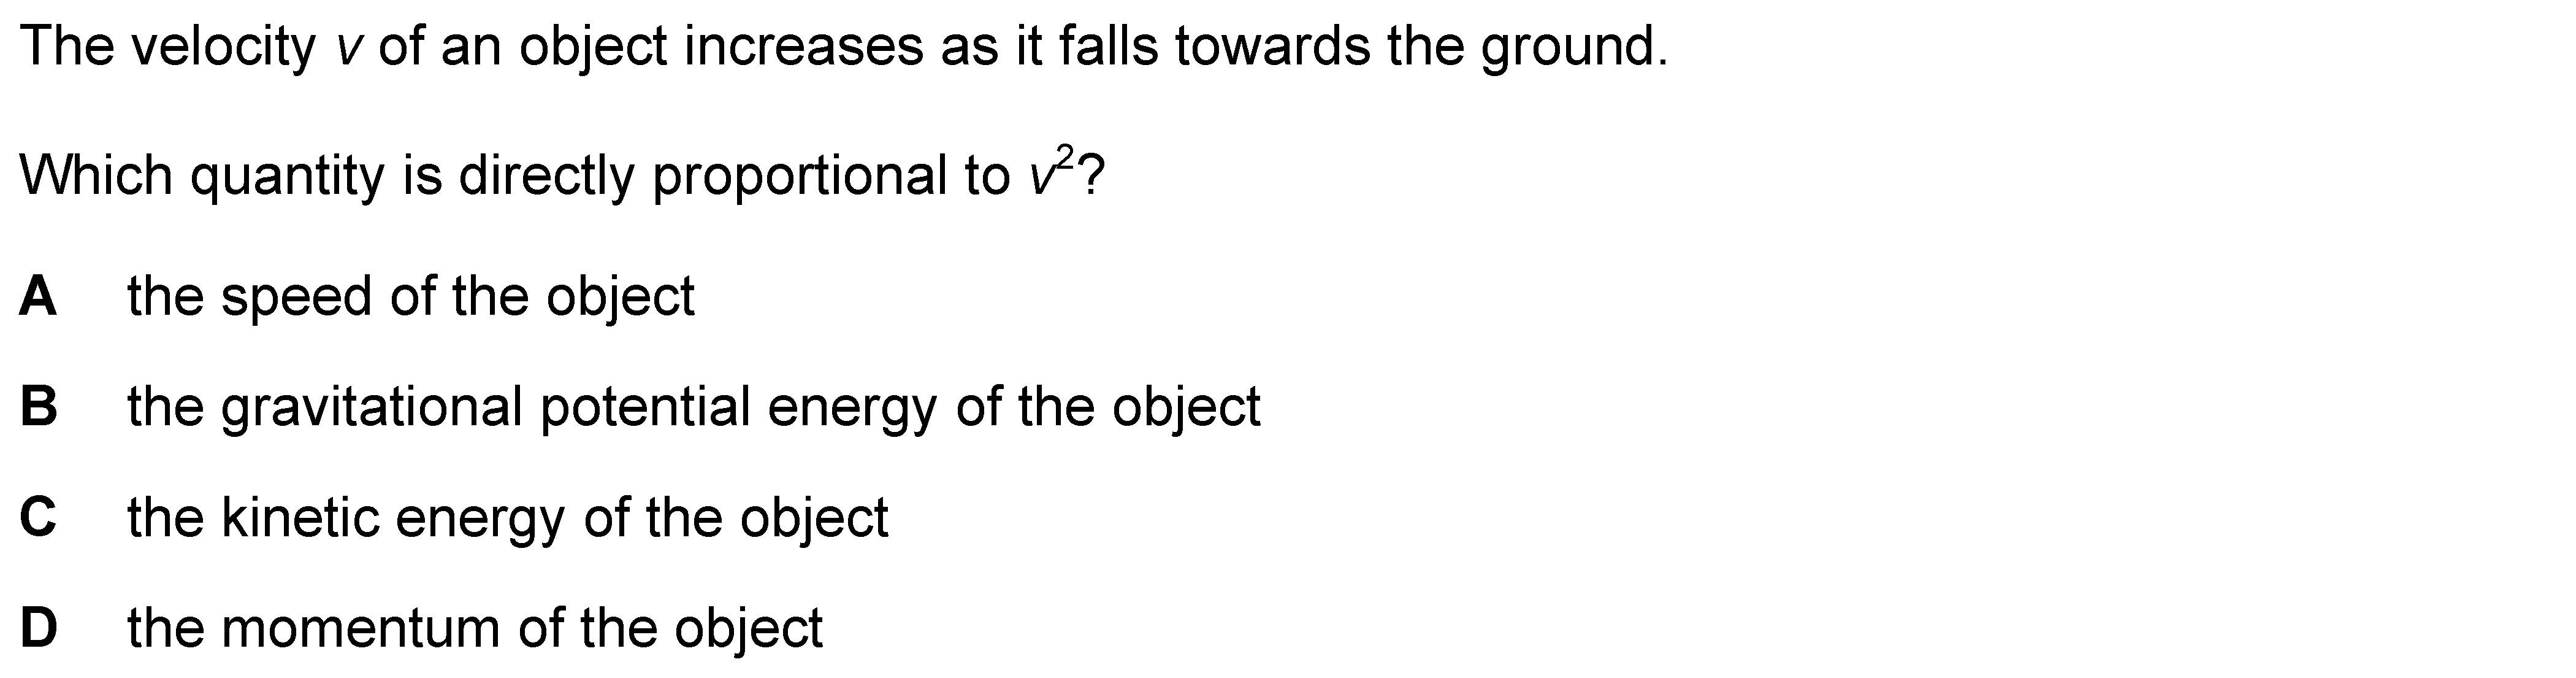 The velocity v of an object increases as it falls towards the ground.
Which quantity is directly proportional to v²?
A the speed of the object
B the gravitational potential energy of the object
C the kinetic energy of the object
D the momentum of the object